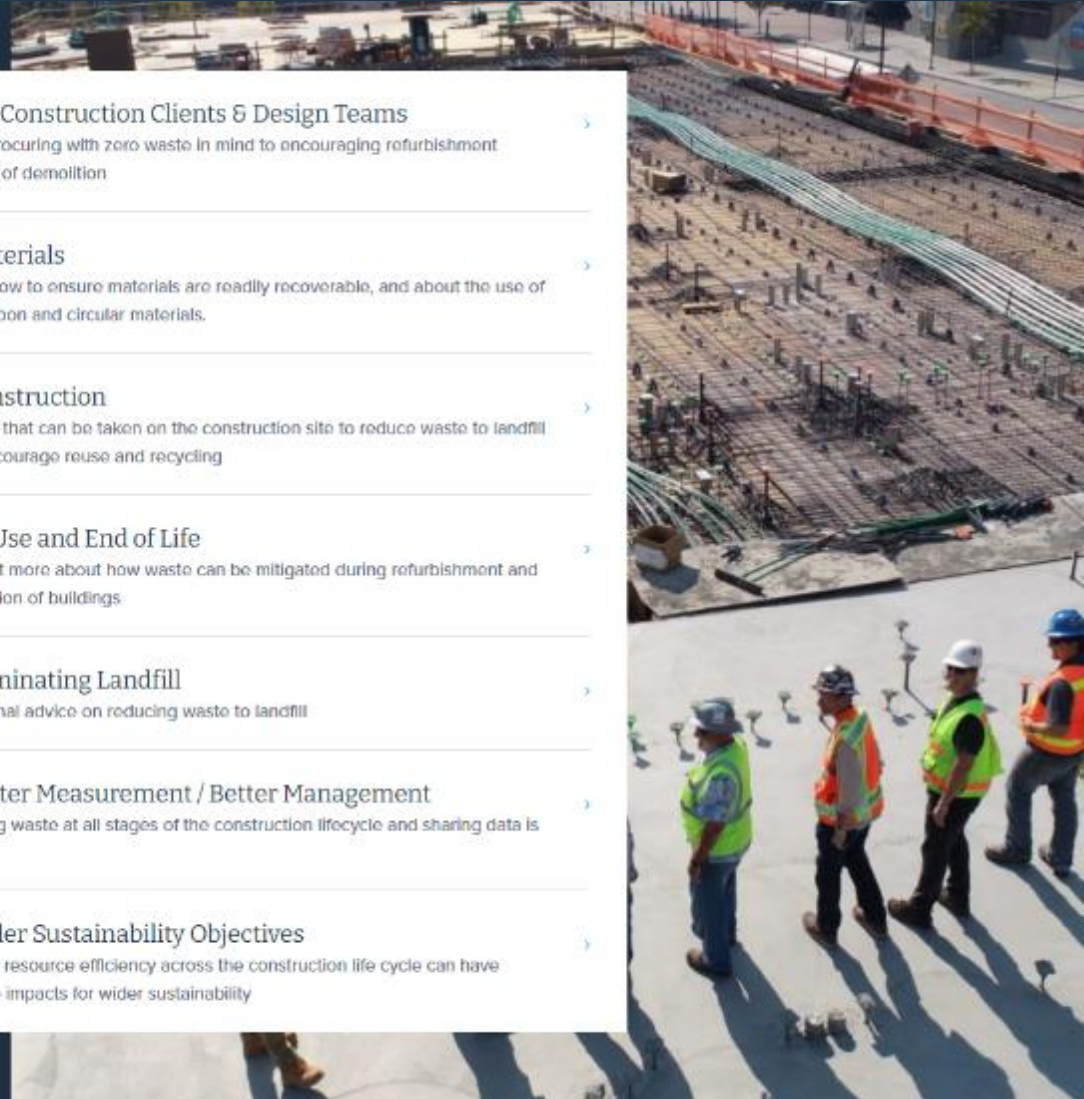 Construction Clients & Design Teams
rocuring with zero waste in mind to encouraging refurbishment
of demolition
terials
ow to ensure materials are readily recoverable, and about the use of
bon and circular materials.
nstruction
that can be taken on the construction site to reduce waste to landfill
courage reuse and recycling
Use and End of Life
t more about how waste can be mitigated during refurbishment and
ion of buildings
minating Landfill
nal advice on reducing waste to landfill
ter Measurement / Better Management
g waste at all stages of the construction lifecycle and sharing data is
der Sustainability Objectives
resource efficiency across the construction life cycle can have
impacts for wider sustainability